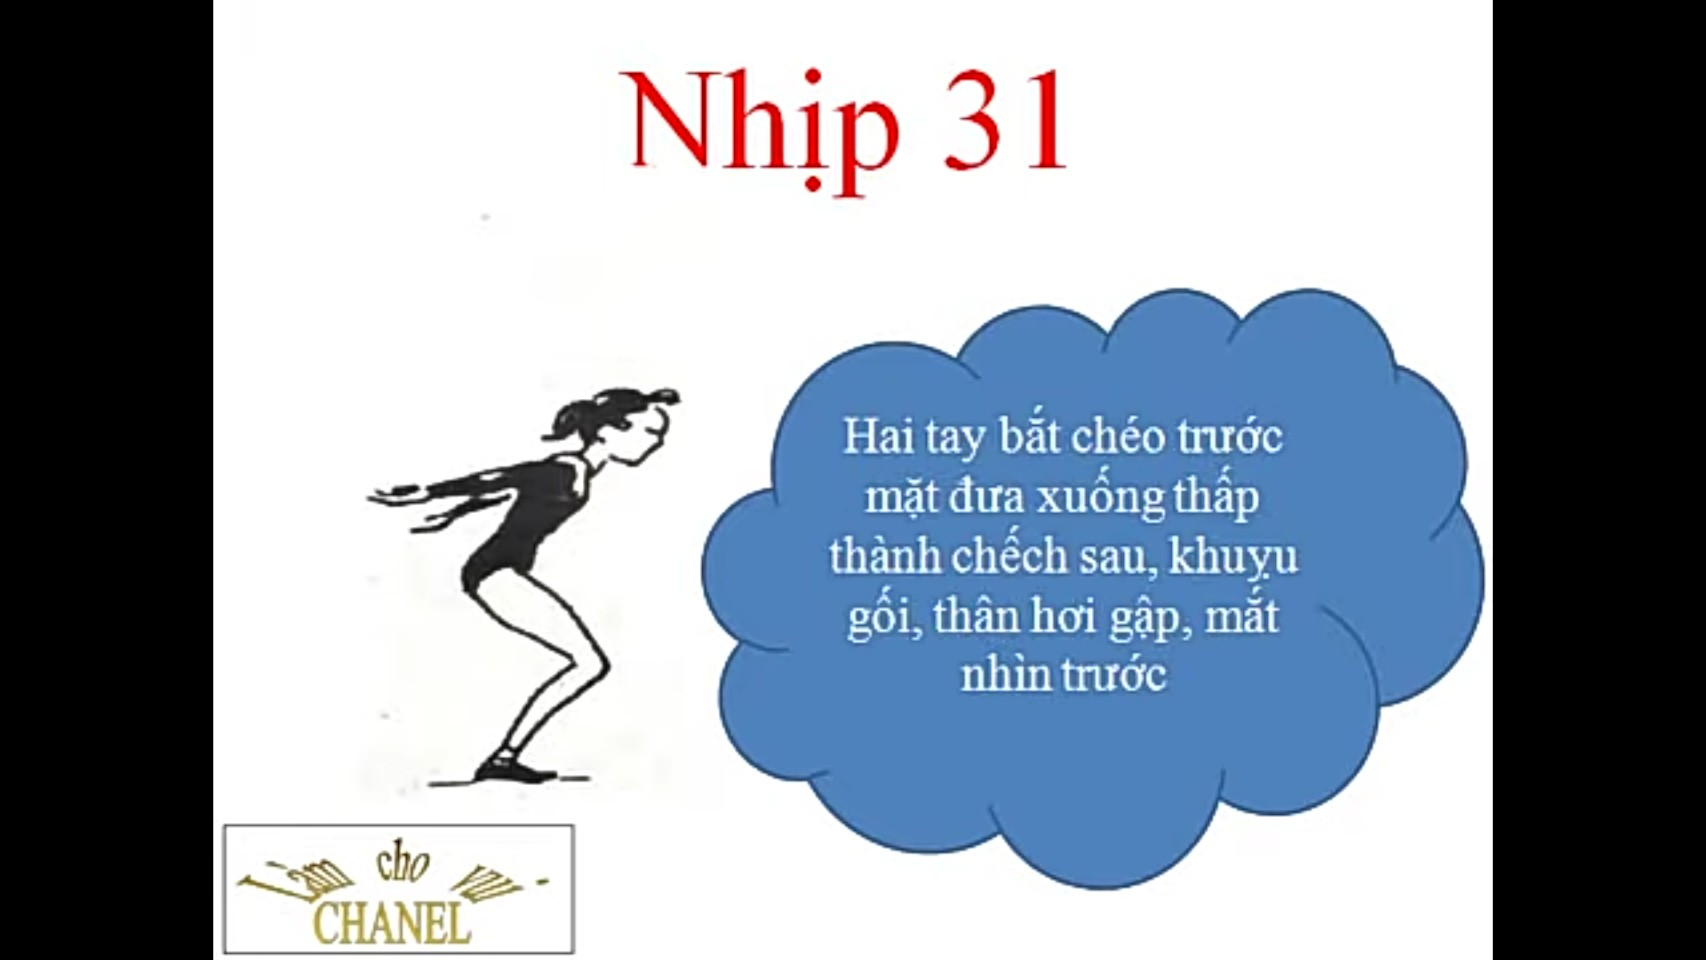 Nhịp 31
Hai tay bắt chéo trước
mặt đưa xuống thấp
thành chếch sau, khuỵu
gối, thân hơi gập, mắt
nhìn trước
Làm cho vui
CHANEL